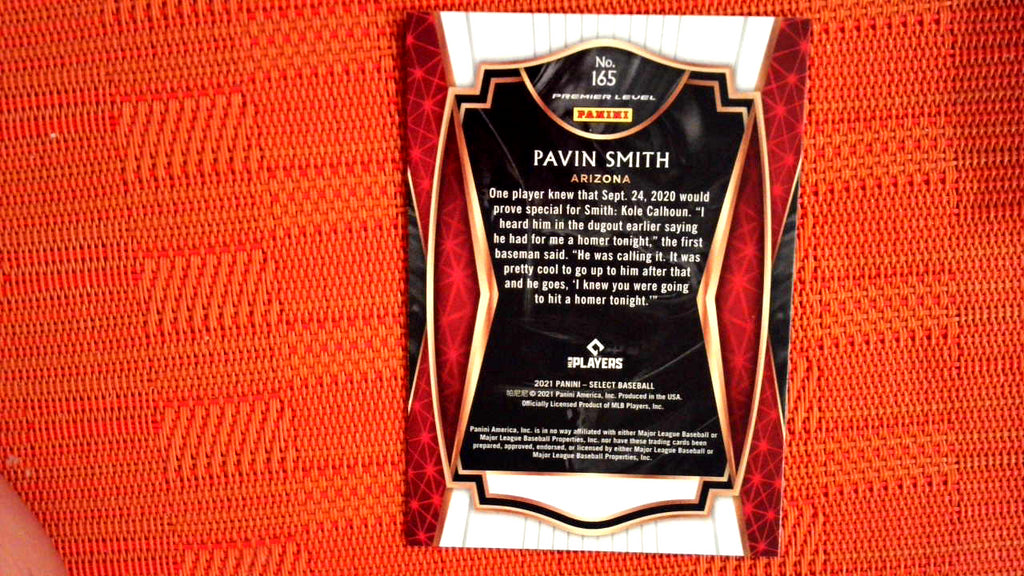 No.
165
PREMIER LEVEL
PANINI
PAVIN SMITH
ARIZONA
One player knew that Sept. 24, 2020 would
prove special for Smith: Kole Calhoun. “I
heard him in the dugout earlier saying
he had for me a homer tonight,” the first
baseman said. “He was calling it. It was
pretty cool to go up to him after that
and he goes, ‘I knew you were going
to hit a homer tonight.’”
MLB PLAYERS
2021 PANINI – SELECT BASEBALL
帕尼尼 © 2021 Panini America, Inc. Produced in the USA.
Officially Licensed Product of MLB Players, Inc.
Panini America, Inc. is in no way affiliated with either Major League Baseball or
Major League Baseball Properties, Inc. nor have these trading cards been
prepared, approved, endorsed, or licensed by either Major League Baseball or
Major League Baseball Properties, Inc.